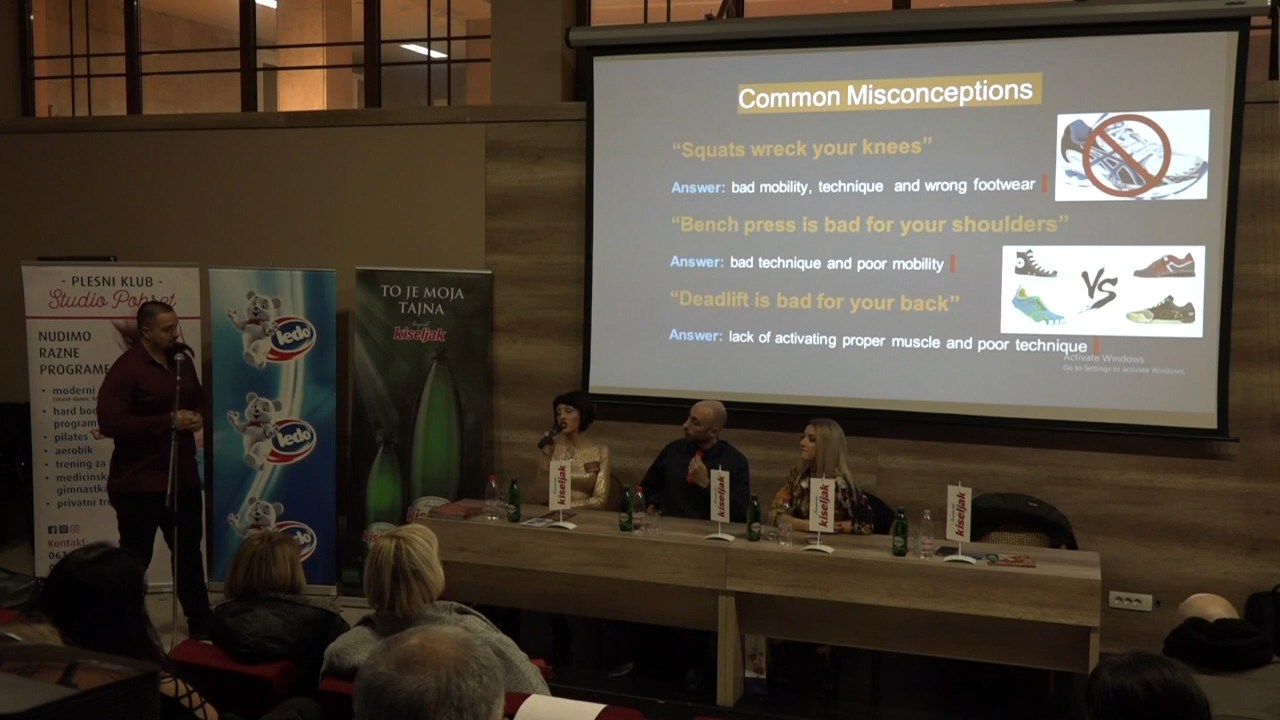 Common Misconceptions
“Squats wreck your knees”
Answer: bad mobility, technique and wrong footwear
“Bench press is bad for your shoulders”
Answer: bad technique and poor mobility
VS
“Deadlift is bad for your back”
Answer: lack of activating proper muscle and poor technique
Activate Windows
Go to Settings to activate Windows.
- PLESNI KLUB -
Studio Pokret
NUDIMO
RAZNE
PROGRAME
• moderni
• hard bod
program
• pilates
• aerobik
• trening za
• medicinsk
gimnastka
• privatni tr
Kontakt:
063
ledo
ledo
ledo
TO JE MOJA
TAJNA
kiseljak
kiseljak
kiseljak
kiseljak
kiseljak